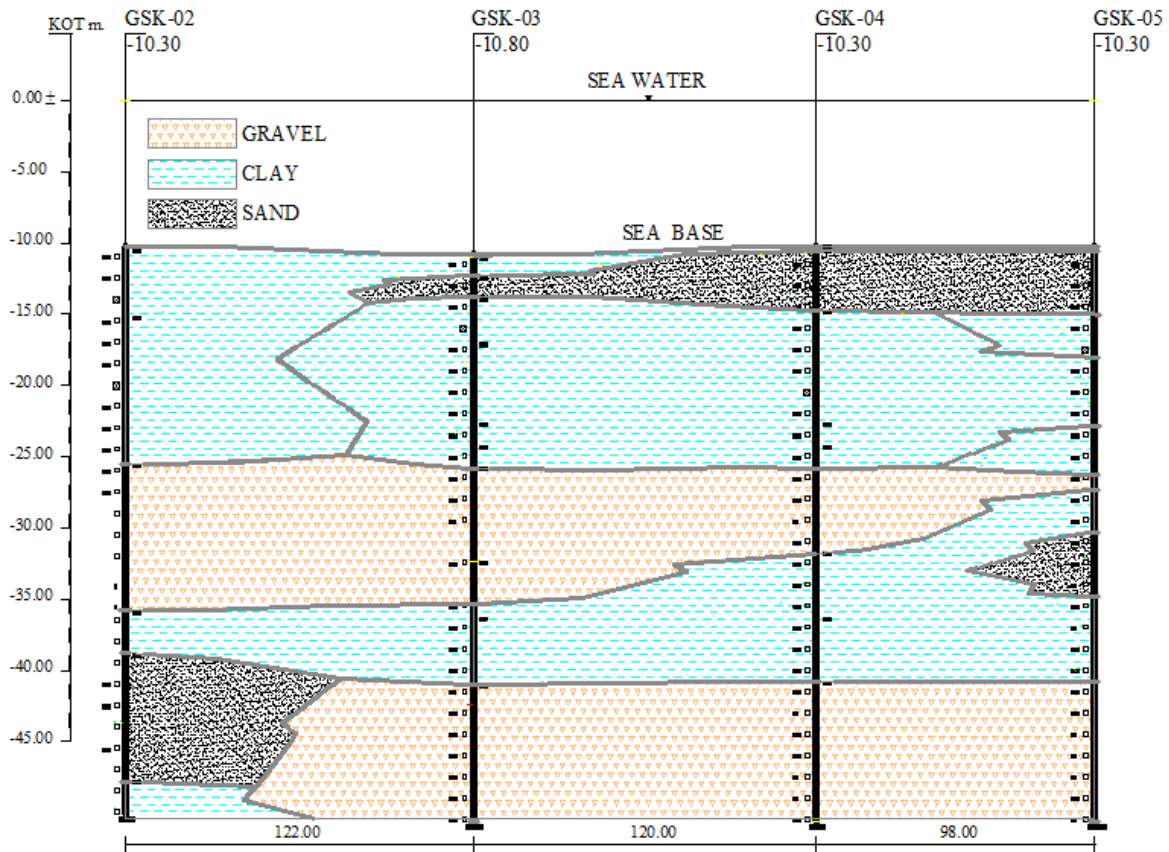 KOT m.
GSK-02
-10.30
GSK-03
-10.80
GSK-04
-10.30
GSK-05
-10.30
SEA WATER
0.00 ±
GRAVEL
CLAY
SAND
-5.00
-10.00
SEA BASE
-15.00
-20.00
-25.00
-30.00
-35.00
-40.00
-45.00
122.00
120.00
98.00